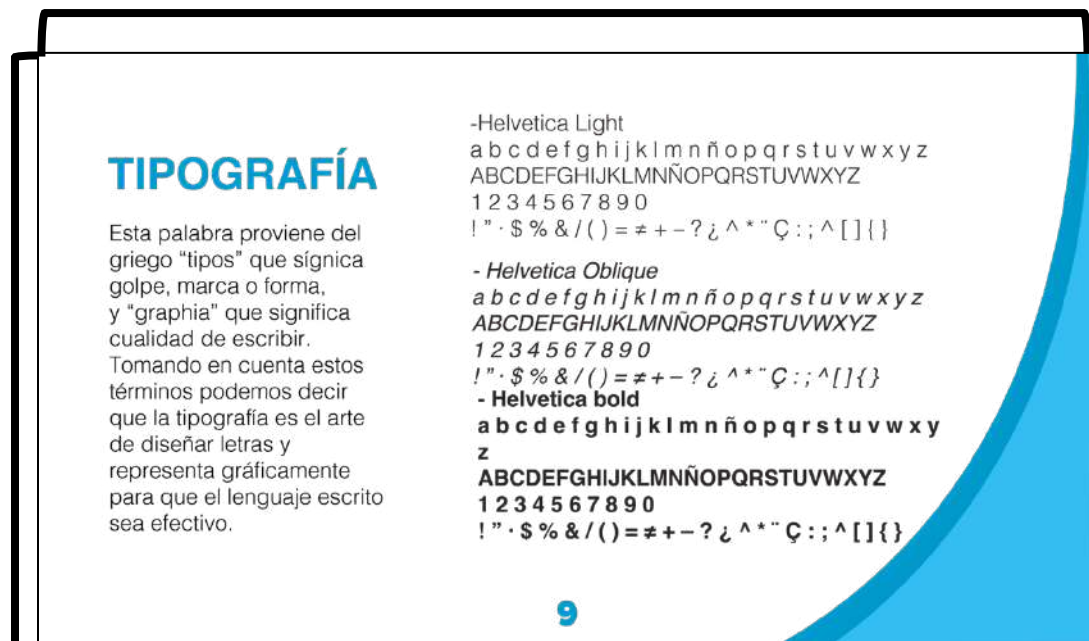 TIPOGRAFÍA
Esta palabra proviene del
griego “tipos” que sígnica
golpe, marca o forma,
y “graphia” que significa
cualidad de escribir.
Tomando en cuenta estos
términos podemos decir
que la tipografía es el arte
de diseñar letras y
representa gráficamente
para que el lenguaje escrito
sea efectivo.
-Helvetica Light
a b c d e f g h i j k l m n ñ o p q r s t u v w x y z
ABCDEFGHIJKLMNÑOPQRSTUVWXYZ
1 2 3 4 5 6 7 8 9 0
! ” · $ % & / ( ) = ≠ + – ? ¿ ^ * ¨ Ç : ; ^ [ ] { }
- Helvetica Oblique
a b c d e f g h i j k l m n ñ o p q r s t u v w x y z
ABCDEFGHIJKLMNÑOPQRSTUVWXYZ
1 2 3 4 5 6 7 8 9 0
! ” · $ % & / ( ) = ≠ + – ? ¿ ^ * ¨ Ç : ; ^ [ ] { }
- Helvetica bold
a b c d e f g h i j k l m n ñ o p q r s t u v w x y
z
ABCDEFGHIJKLMNÑOPQRSTUVWXYZ
1 2 3 4 5 6 7 8 9 0
! ” · $ % & / ( ) = ≠ + – ? ¿ ^ * ¨ Ç : ; ^ [ ] { }
9